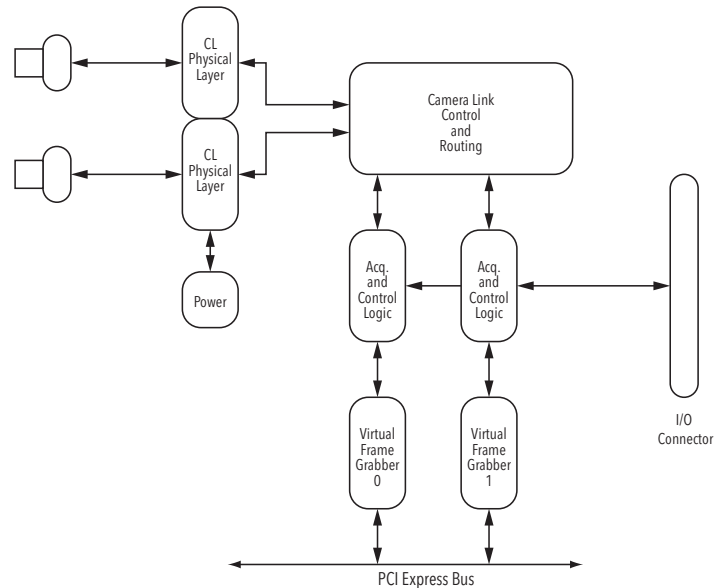 CL
Physical
Layer
CL
Physical
Layer
Power
Camera Link
Control
and
Routing
Acq.
and
Control
Logic
Acq.
and
Control
Logic
I/O
Connector
Virtual
Frame
Grabber
0
Virtual
Frame
Grabber
1
PCI Express Bus